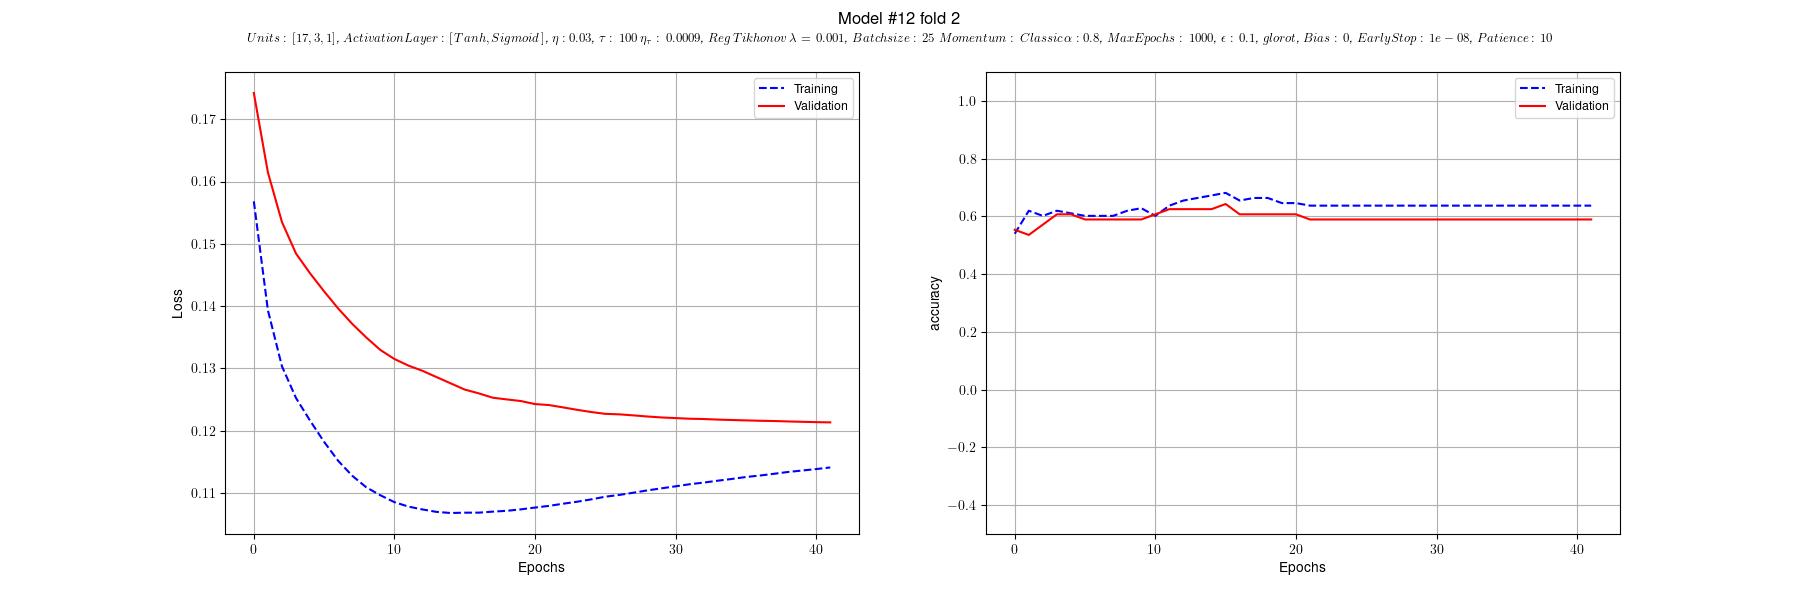 Model #12 fold 2
Units : [17, 3, 1], ActivationLayer : [Tanh, Sigmoid], η : 0.03, τ : 100 ητ : 0.0009, Reg Tikhonov λ = 0.001, Batchsize : 25 Momentum : Classicα : 0.8, MaxEpochs : 1000, ϵ : 0.1, glorot, Bias : 0, EarlyStop : 1e − 08, Patience : 10
Training
Validation
0.17
0.16
0.15
0.14
0.13
0.12
0.11
Loss
0 10 20 30 40
Epochs
Training
Validation
1.0
0.8
0.6
0.4
0.2
0.0
−0.2
−0.4
accuracy
0 10 20 30 40
Epochs